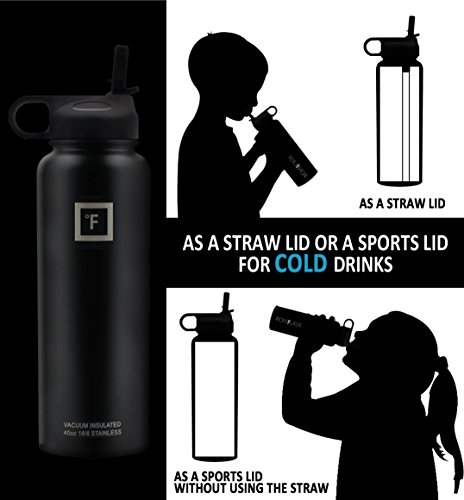 °F
VACUUM INSULATED
40oz 18/8 STAINLESS
AS A STRAW LID
AS A STRAW LID OR A SPORTS LID
FOR COLD DRINKS
AS A SPORTS LID
WITHOUT USING THE STRAW